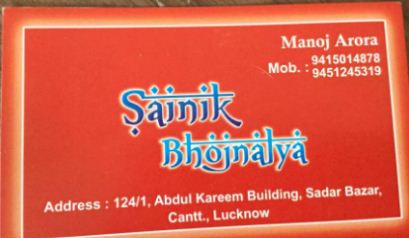 Manoj Arora
Mob. : 9415014878
9451245319
Sainik
Bhojnalya
Address : 124/1, Abdul Kareem Building, Sadar Bazar,
Cantt., Lucknow